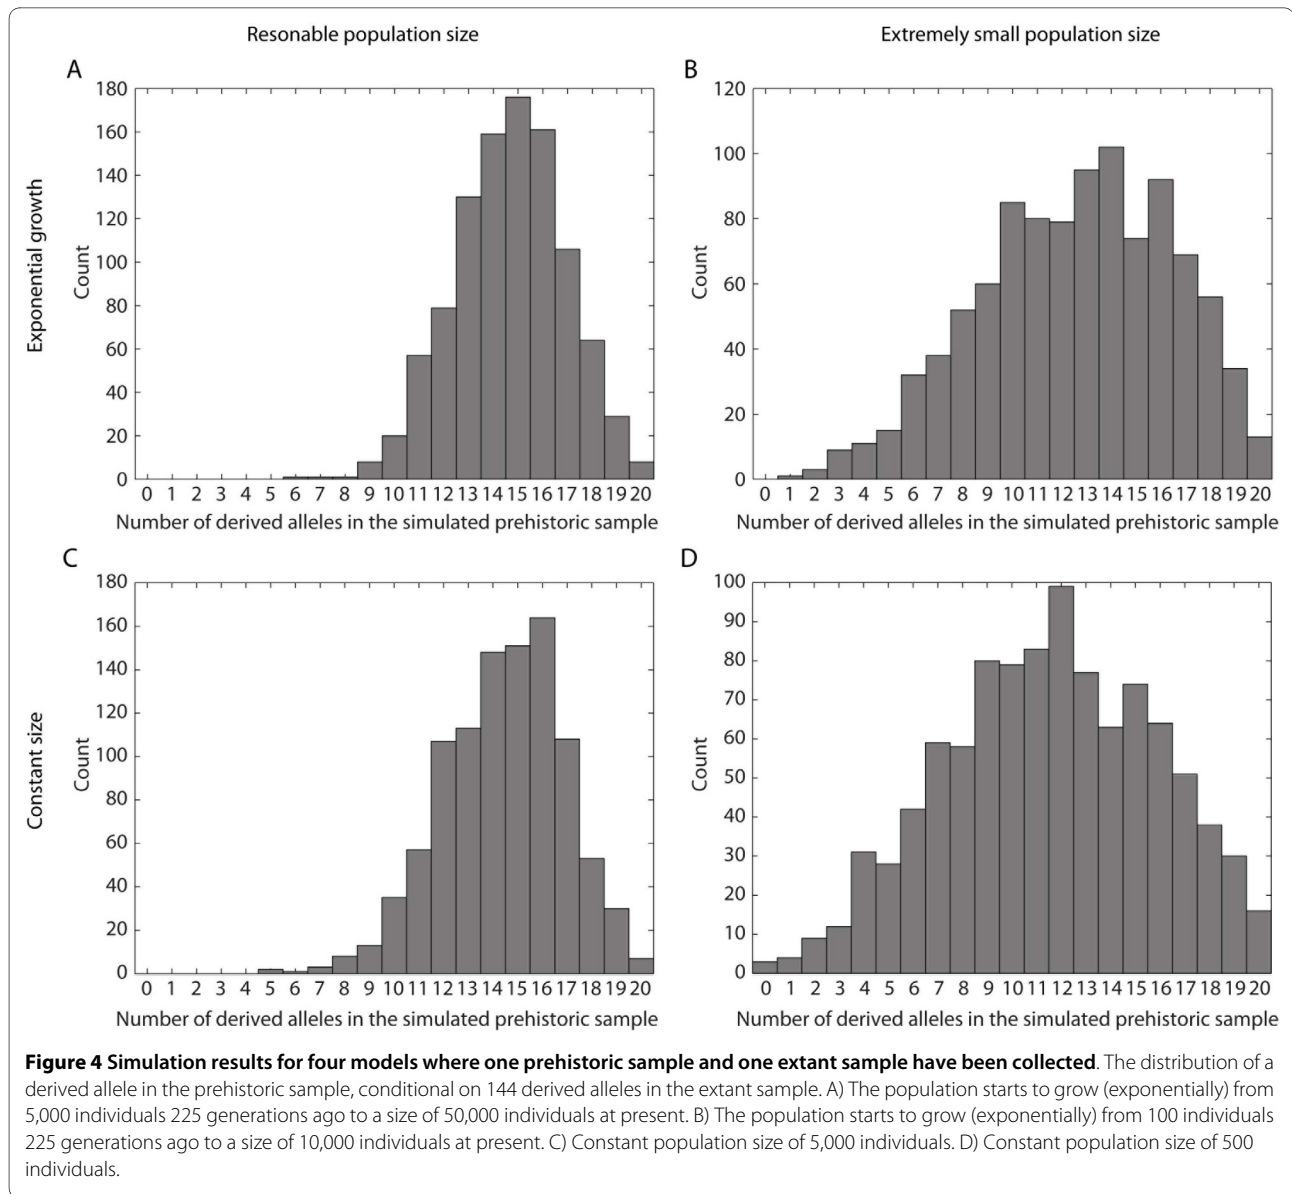 Resonable population size
Extremely small population size
Exponential growth
A
Count
180
160
140
120
100
80
60
40
20
0
0 1 2 3 4 5 6 7 8 9 10 11 12 13 14 15 16 17 18 19 20
Number of derived alleles in the simulated prehistoric sample
B
Count
120
100
80
60
40
20
0
0 1 2 3 4 5 6 7 8 9 10 11 12 13 14 15 16 17 18 19 20
Number of derived alleles in the simulated prehistoric sample
Constant size
C
Count
180
160
140
120
100
80
60
40
20
0
0 1 2 3 4 5 6 7 8 9 10 11 12 13 14 15 16 17 18 19 20
Number of derived alleles in the simulated prehistoric sample
D
Count
100
90
80
70
60
50
40
30
20
10
0
0 1 2 3 4 5 6 7 8 9 10 11 12 13 14 15 16 17 18 19 20
Number of derived alleles in the simulated prehistoric sample
Figure 4 Simulation results for four models where one prehistoric sample and one extant sample have been collected. The distribution of a
derived allele in the prehistoric sample, conditional on 144 derived alleles in the extant sample. A) The population starts to grow (exponentially) from
5,000 individuals 225 generations ago to a size of 50,000 individuals at present. B) The population starts to grow (exponentially) from 100 individuals
225 generations ago to a size of 10,000 individuals at present. C) Constant population size of 5,000 individuals. D) Constant population size of 500
individuals.